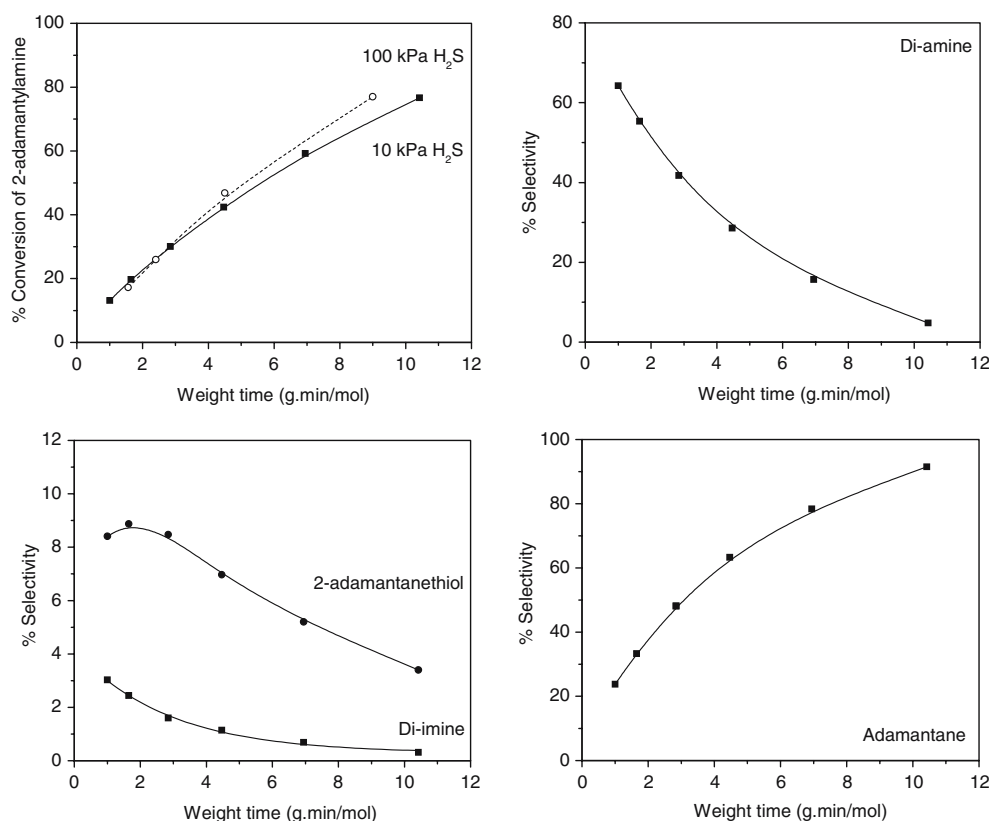 100
80
60
40
20
0
% Conversion of 2-adamantylamine
100 kPa H₂S
10 kPa H₂S
0 2 4 6 8 10 12
Weight time (g.min/mol)
80
60
40
20
0
% Selectivity
Di-amine
0 2 4 6 8 10 12
Weight time (g.min/mol)
12
10
8
6
4
2
0
% Selectivity
2-adamantanethiol
Di-imine
0 2 4 6 8 10 12
Weight time (g.min/mol)
100
80
60
40
20
0
% Selectivity
Adamantane
0 2 4 6 8 10 12
Weight time (g.min/mol)